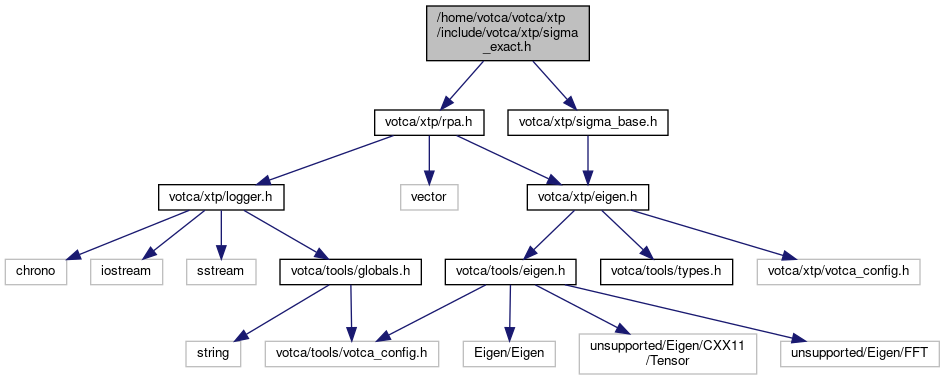 /home/votca/votca/xtp
/include/votca/xtp/sigma
_exact.h
votca/xtp/rpa.h
votca/xtp/sigma_base.h
votca/xtp/logger.h
vector
votca/xtp/eigen.h
chrono
iostream
sstream
votca/tools/globals.h
votca/tools/eigen.h
votca/tools/types.h
votca/xtp/votca_config.h
string
votca/tools/votca_config.h
Eigen/Eigen
unsupported/Eigen/CXX11
/Tensor
unsupported/Eigen/FFT